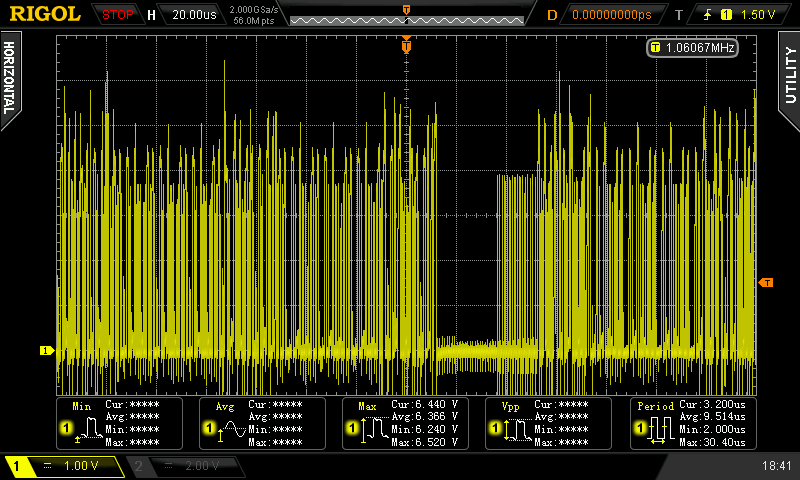 RIGOL STOP H 20.00us 2.000GSa/s 56.0M pts D 0.00000000ps T 1 1.50 V
T 1.06067MHz
HORIZONTAL
UTILITY
Min Cur:***** Avg:***** Min:***** Max:*****
Avg Cur:***** Avg:***** Min:***** Max:*****
Max Cur:6.440 V Avg:6.366 V Min:6.240 V Max:6.520 V
Vpp Cur:***** Avg:***** Min:***** Max:*****
Period Cur:3.200us Avg:9.514us Min:2.000us Max:30.40us
1 1.00 V 2 2.00 V 18:41